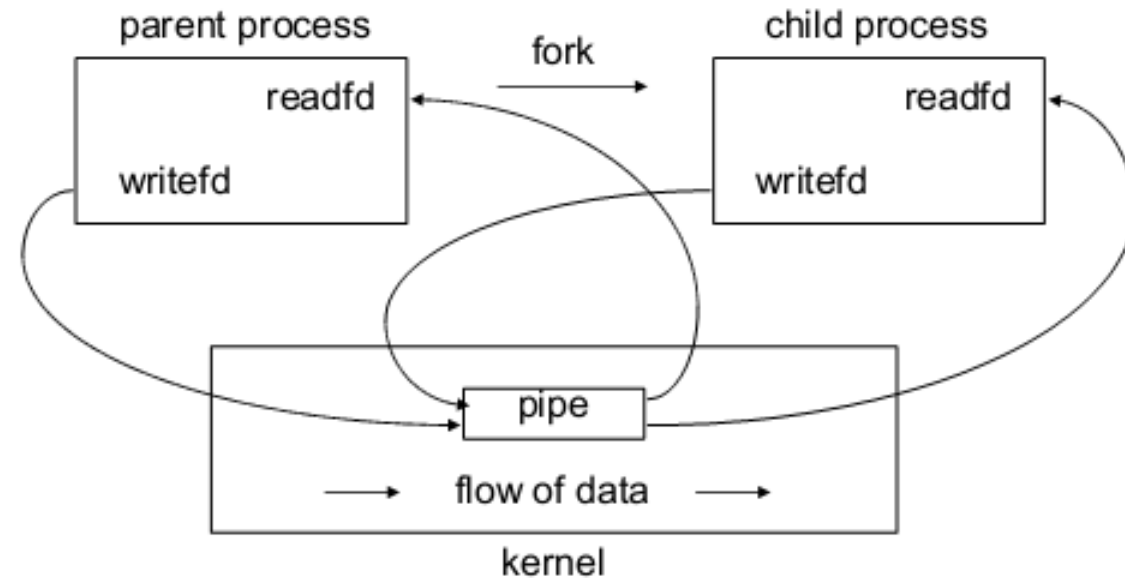 parent process
fork
child process
readfd
readfd
writefd
writefd
pipe
flow of data
kernel